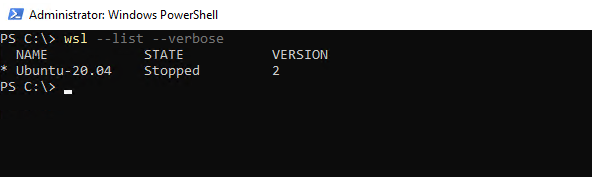 Administrator: Windows PowerShell
PS C:\> wsl --list --verbose
  NAME            STATE           VERSION
* Ubuntu-20.04    Stopped         2
PS C:\>